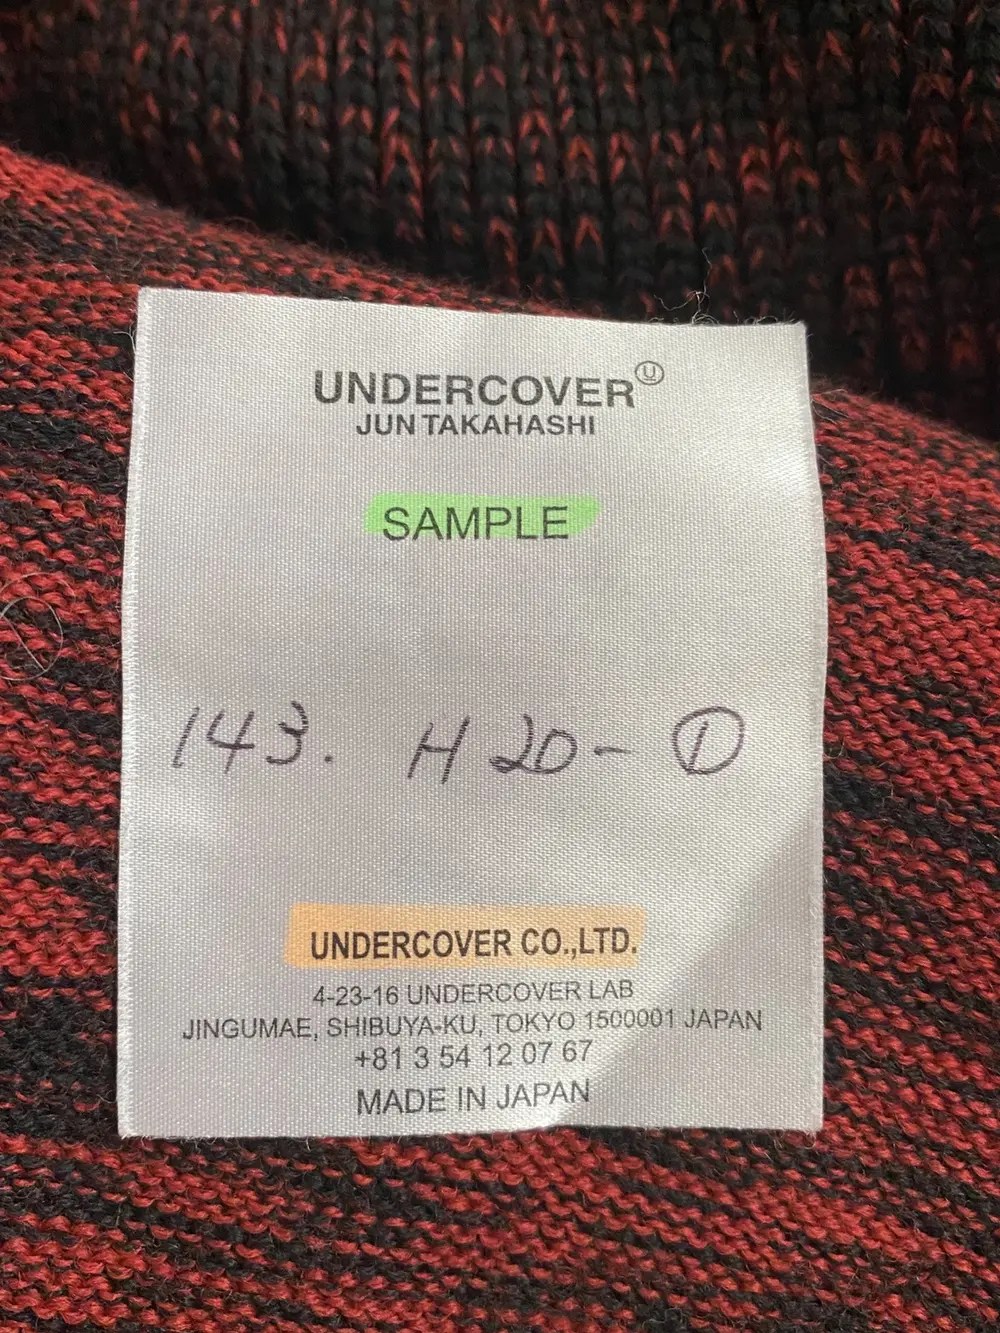 UNDERCOVER Ⓤ
JUN TAKAHASHI
SAMPLE
143. H20-①
UNDERCOVER CO.,LTD.
4-23-16 UNDERCOVER LAB
JINGUMAE, SHIBUYA-KU, TOKYO 1500001 JAPAN
+81 3 54 12 07 67
MADE IN JAPAN